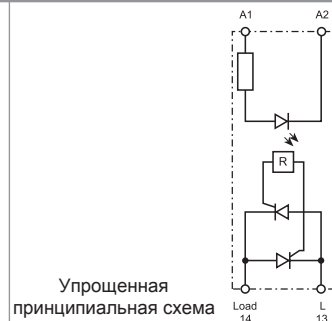 A1 A2
R
Упрощенная
принципиальная схема
Load L
14 13